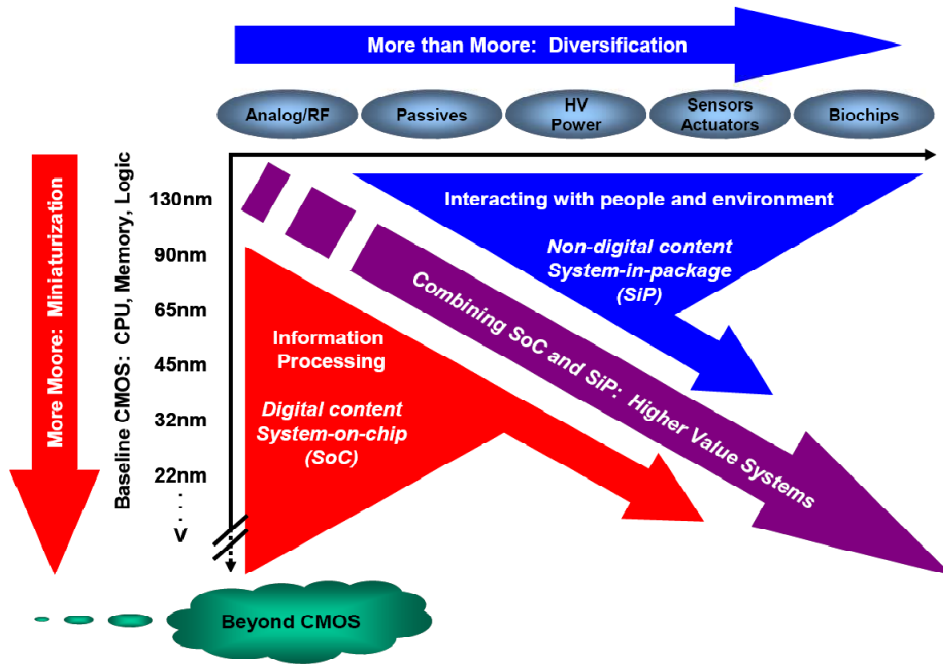 More than Moore: Diversification
Analog/RF
Passives
HV
Power
Sensors
Actuators
Biochips
More Moore: Miniaturization
Baseline CMOS: CPU, Memory, Logic
130nm
90nm
65nm
45nm
32nm
22nm
V
Interacting with people and environment
Non-digital content
System-in-package
(SiP)
Combining SoC and SiP: Higher Value Systems
Information
Processing
Digital content
System-on-chip
(SoC)
Beyond CMOS